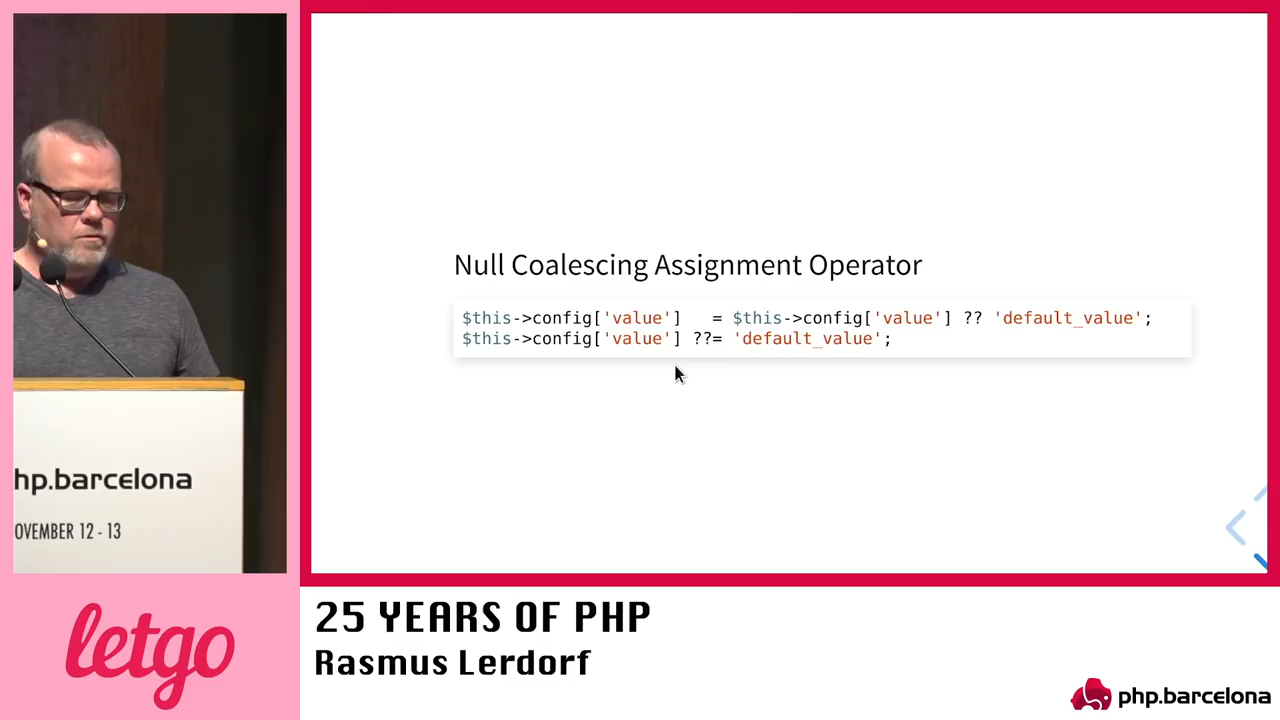 Null Coalescing Assignment Operator
$this->config['value']   = $this->config['value'] ?? 'default_value';
$this->config['value'] ??= 'default_value';
hp.barcelona
OVEMBER 12 - 13
letgo
25 YEARS OF PHP
Rasmus Lerdorf
php.barcelona